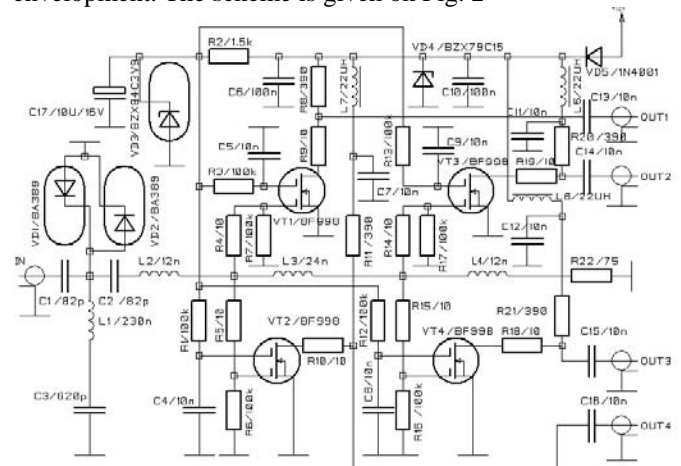 envelopment. The scheme is given on Fig. 2
R2/1.5k
VD4/BZX79C15
VD5/1N4001
C17/10U/16V
VD3/BZX84C3V9
C6/100n
R8/390
L7/22UH
C10/100n
L5/22UH
C13/10n
OUT1
C11/10n
R20/390
C14/10n
C5/10n
R9/10
R13/100k
C9/10n
VT3/BF998
R19/10
OUT2
R3/100k
C7/10n
L6/22UH
VD1/BA389
VD2/BA389
VT1/BF998
R4/10
R7/100k
R11/390
R14/10
R17/100k
C12/10n
IN
L2/12n
L3/24n
L4/12n
R22/75
C1/82p
C2/82p
L1/230n
R1/100k
R5/10
VT2/BF998
R12/100k
R15/10
VT4/BF998
R21/390
R18/10
C15/10n
R10/10
OUT3
C3/620p
C4/10n
R6/100k
C8/10n
R16/100k
C16/10n
OUT4